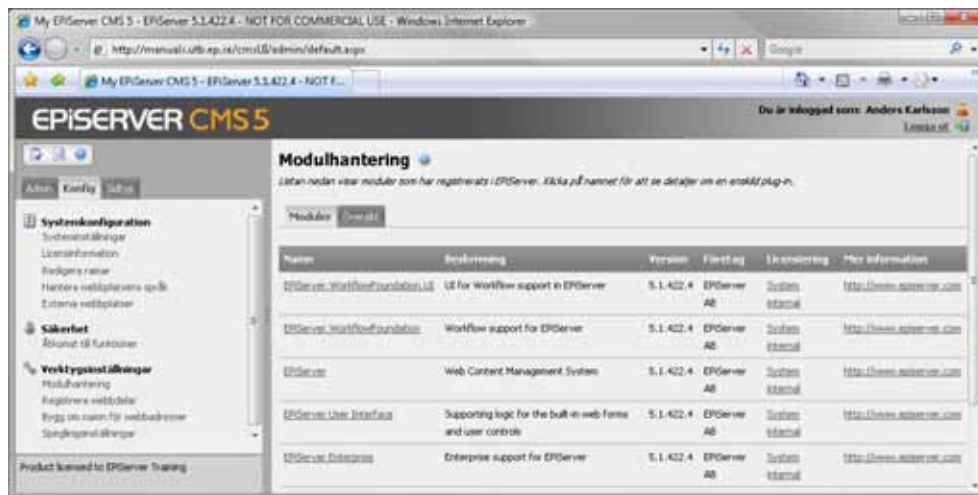 My EPiServer CMS 5 - EPiServer 5.1.422.4 - NOT FOR COMMERCIAL USE - Windows Internet Explorer
http://manualr.utb.ep.se/cmsUI/admin/default.aspx
Google
My EPiServer CMS 5 - EPiServer 5.1.422.4 - NOT F...
EPiSERVER CMS 5
Du är inloggad som: Anders Karlsson
Logga ut
Admin Konfig
Modulhantering
Listan nedan visar moduler som har registrerats i EPiServer. Klicka på namnet för att se detaljer om en enskild plug-in.
Moduler Översikt
Systemkonfiguration
Systeminställningar
Licensinformation
Redigera ramar
Hantera webbplatsens språk
Externa webbplatser
Säkerhet
Åtkomst till funktioner
Verktygsinställningar
Modulhantering
Registrera webbdelar
Bygg om namn för webbadresser
Speglingsinställningar
Product licensed to EPiServer Training
Namn Beskrivning Version Företag Licensiering Mer information
EPiServer.WorkflowFoundation.UI UI for Workflow support in EPiServer 5.1.422.4 EPiServer AB System internal http://www.episerver.com
EPiServer.WorkflowFoundation Workflow support for EPiServer 5.1.422.4 EPiServer AB System internal http://www.episerver.com
EPiServer Web Content Management System 5.1.422.4 EPiServer AB System internal http://www.episerver.com
EPiServer User Interface Supporting logic for the built-in web forms and user controls 5.1.422.4 EPiServer AB System internal http://www.episerver.com
EPiServer Enterprise Enterprise support for EPiServer 5.1.422.4 EPiServer AB System internal http://www.episerver.com